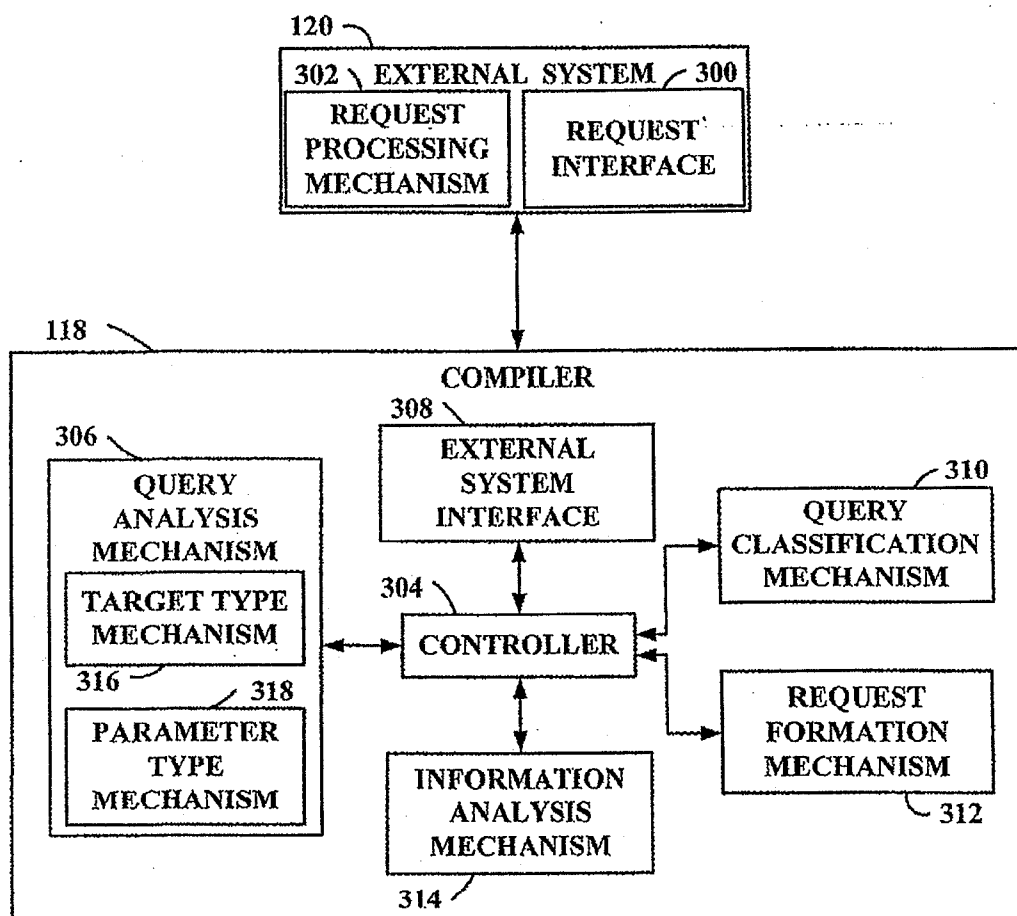 120
302 EXTERNAL SYSTEM 300
REQUEST
PROCESSING
MECHANISM
REQUEST
INTERFACE
118
COMPILER
308
EXTERNAL
SYSTEM
INTERFACE
306
QUERY
ANALYSIS
MECHANISM
TARGET TYPE
MECHANISM
316
318
PARAMETER
TYPE
MECHANISM
304
CONTROLLER
310
QUERY
CLASSIFICATION
MECHANISM
REQUEST
FORMATION
MECHANISM
312
INFORMATION
ANALYSIS
MECHANISM
314